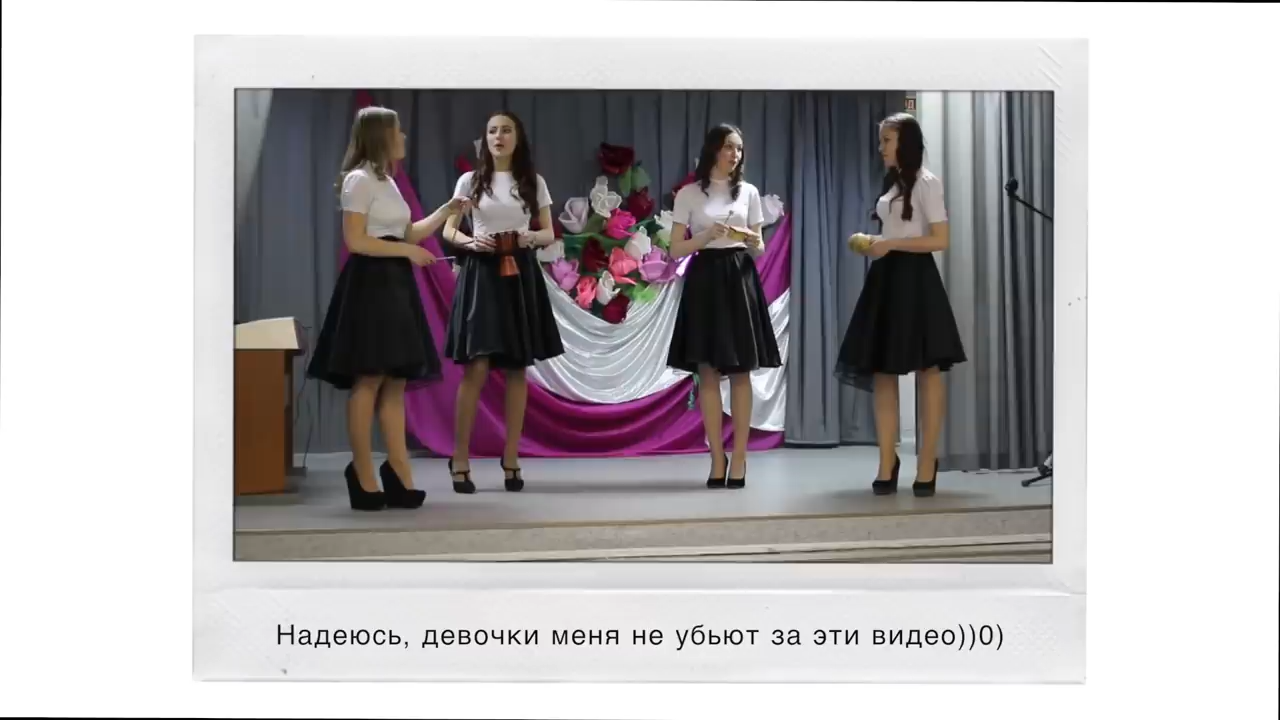 Надеюсь, девочки меня не убьют за эти видео))0)